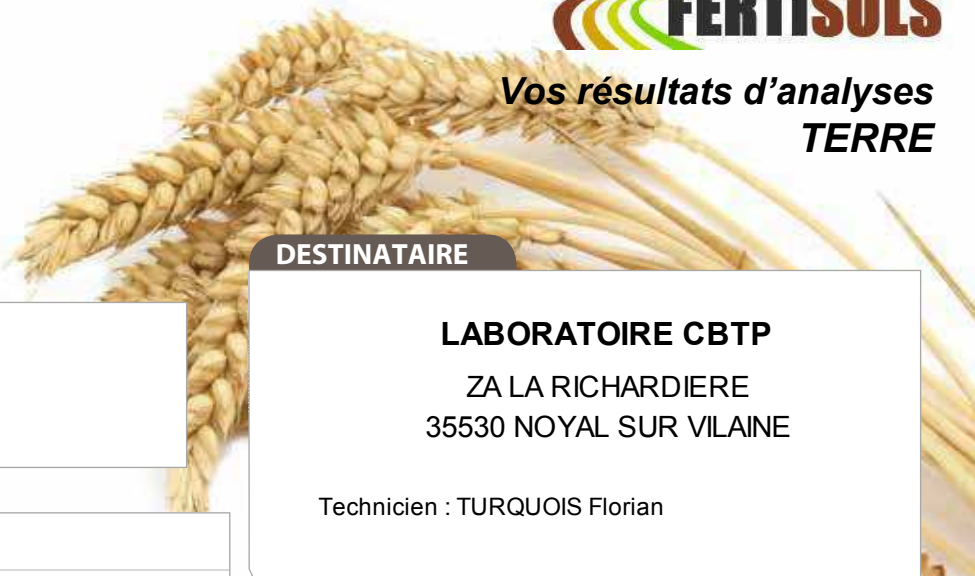 FERTISOLS
Vos résultats d'analyses
TERRE
DESTINATAIRE
LABORATOIRE CBTP
ZA LA RICHARDIERE
35530 NOYAL SUR VILAINE
Technicien : TURQUOIS Florian